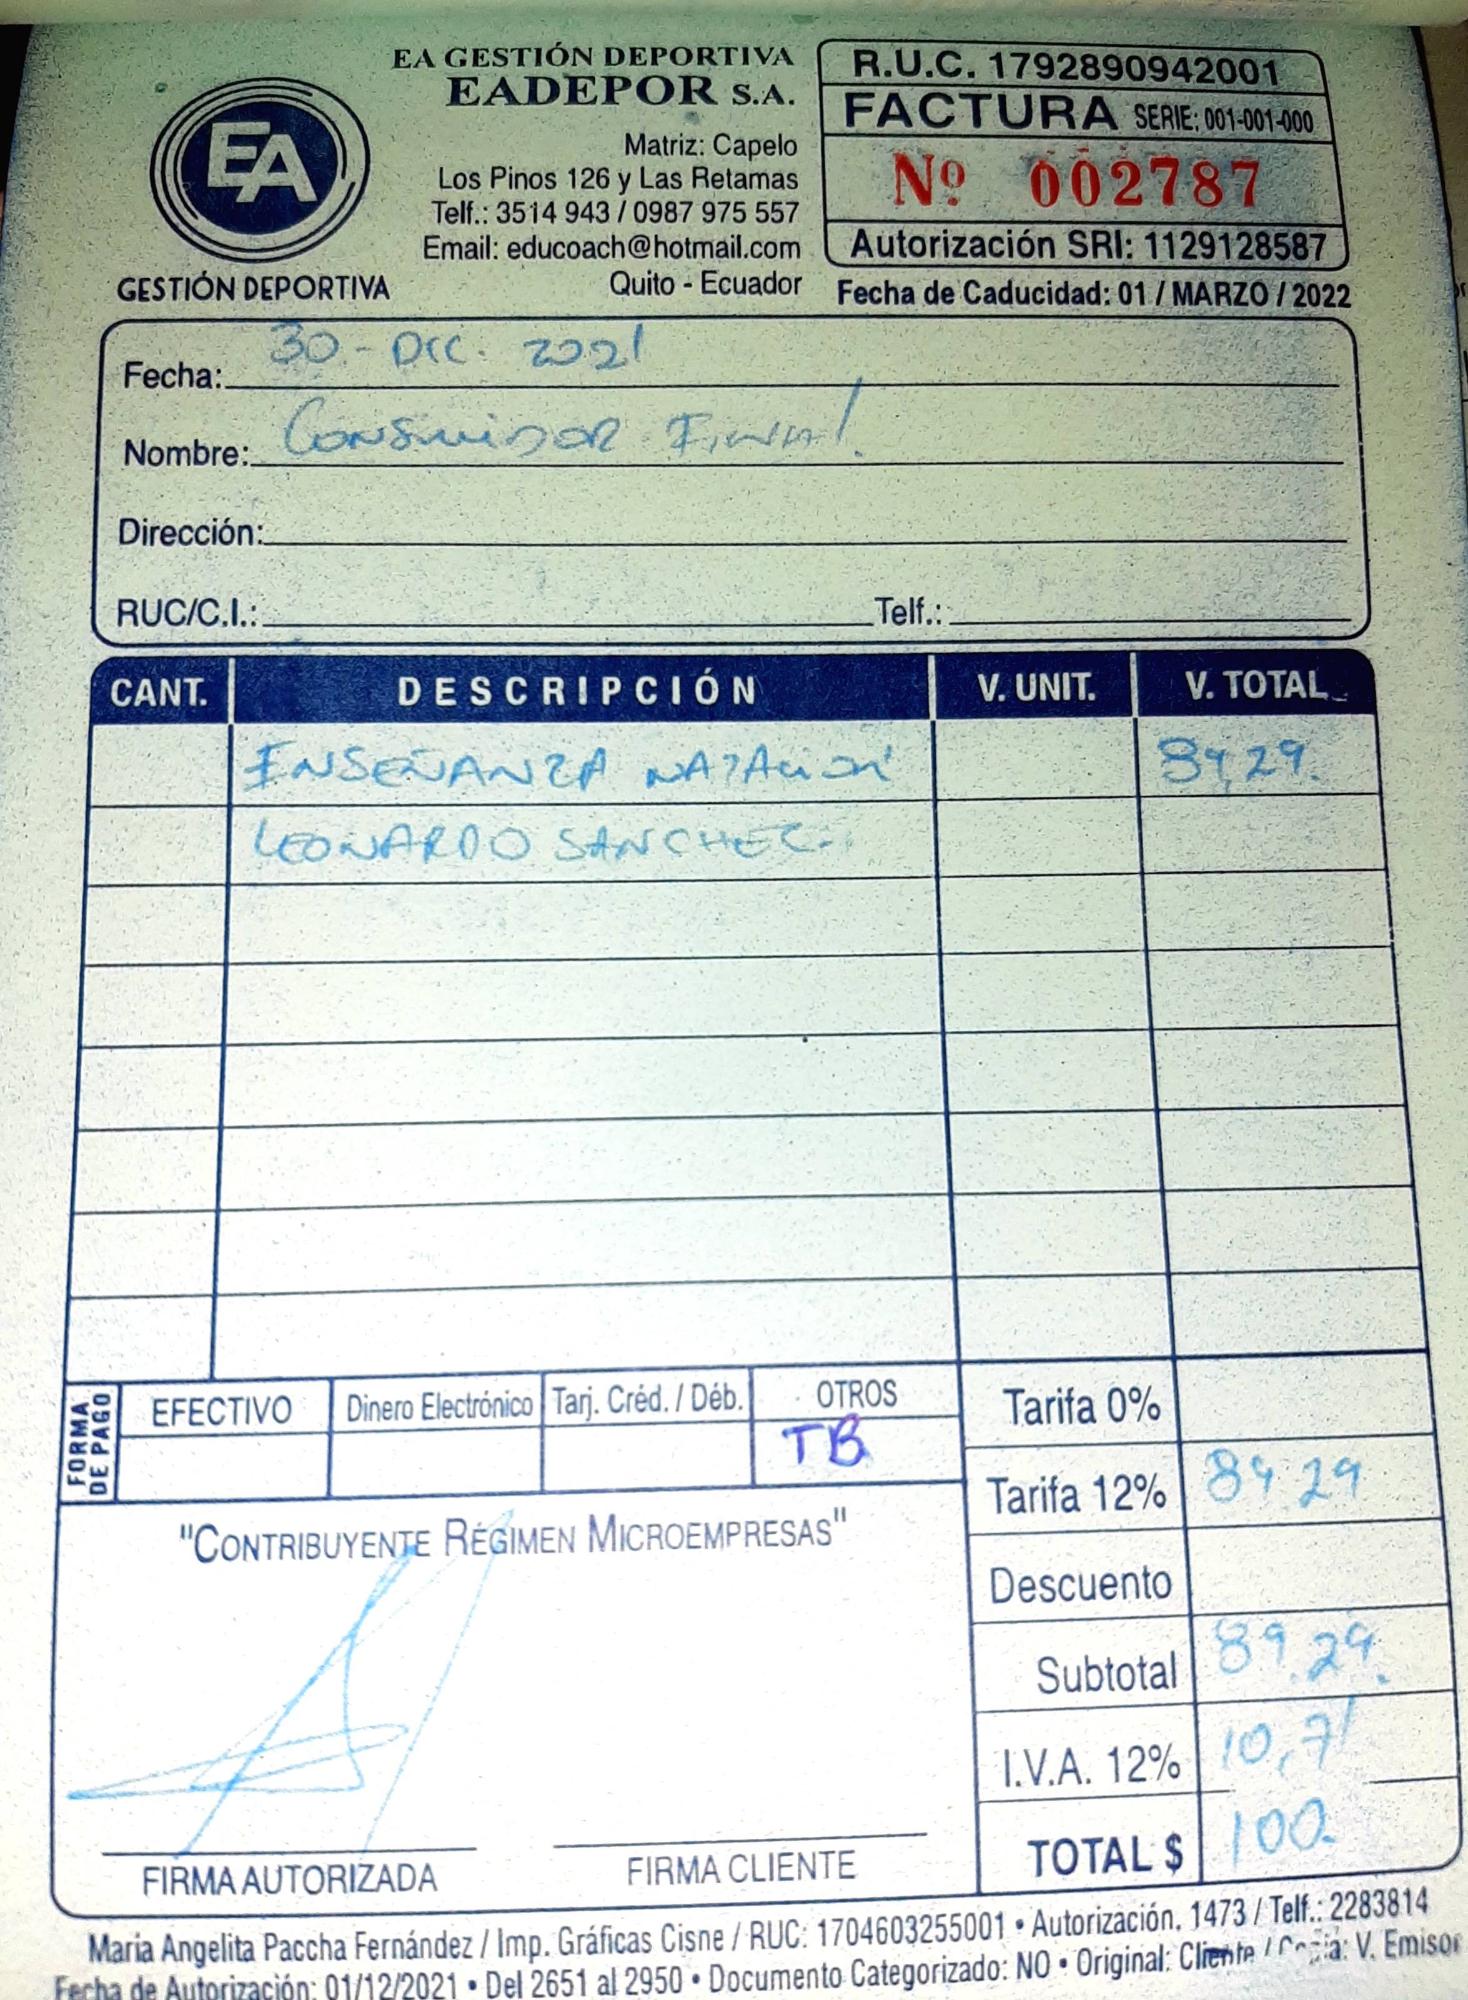 EA GESTIÓN DEPORTIVA
EADEPOR S.A.
EA
GESTIÓN DEPORTIVA
Matriz: Capelo
Los Pinos 126 y Las Retamas
Telf.: 3514 943 / 0987 975 557
Email: educoach@hotmail.com
Quito - Ecuador
R.U.C. 1792890942001
FACTURA SERIE: 001-001-000
Nº 002787
Autorización SRI: 1129128587
Fecha de Caducidad: 01 / MARZO / 2022
Fecha: 30 - DIC. 2021
Nombre: CONSUMIDOR FINAL
Dirección:
RUC/C.I.: Telf.:
CANT. DESCRIPCIÓN V. UNIT. V. TOTAL
ENSEÑANZA NATACIÓN 89,29.
LEONARDO SANCHEZ.
FORMA DE PAGO
EFECTIVO Dinero Electrónico Tarj. Créd. / Déb. OTROS
TB
Tarifa 0%
Tarifa 12% 89.29
Descuento
Subtotal 89.29.
I.V.A. 12% 10,71
TOTAL $ 100.
"CONTRIBUYENTE RÉGIMEN MICROEMPRESAS"
FIRMA AUTORIZADA FIRMA CLIENTE
María Angelita Paccha Fernández / Imp. Gráficas Cisne / RUC: 1704603255001 • Autorización. 1473 / Telf.: 2283814
Fecha de Autorización: 01/12/2021 • Del 2651 al 2950 • Documento Categorizado: NO • Original: Cliente / Copia: V. Emisor